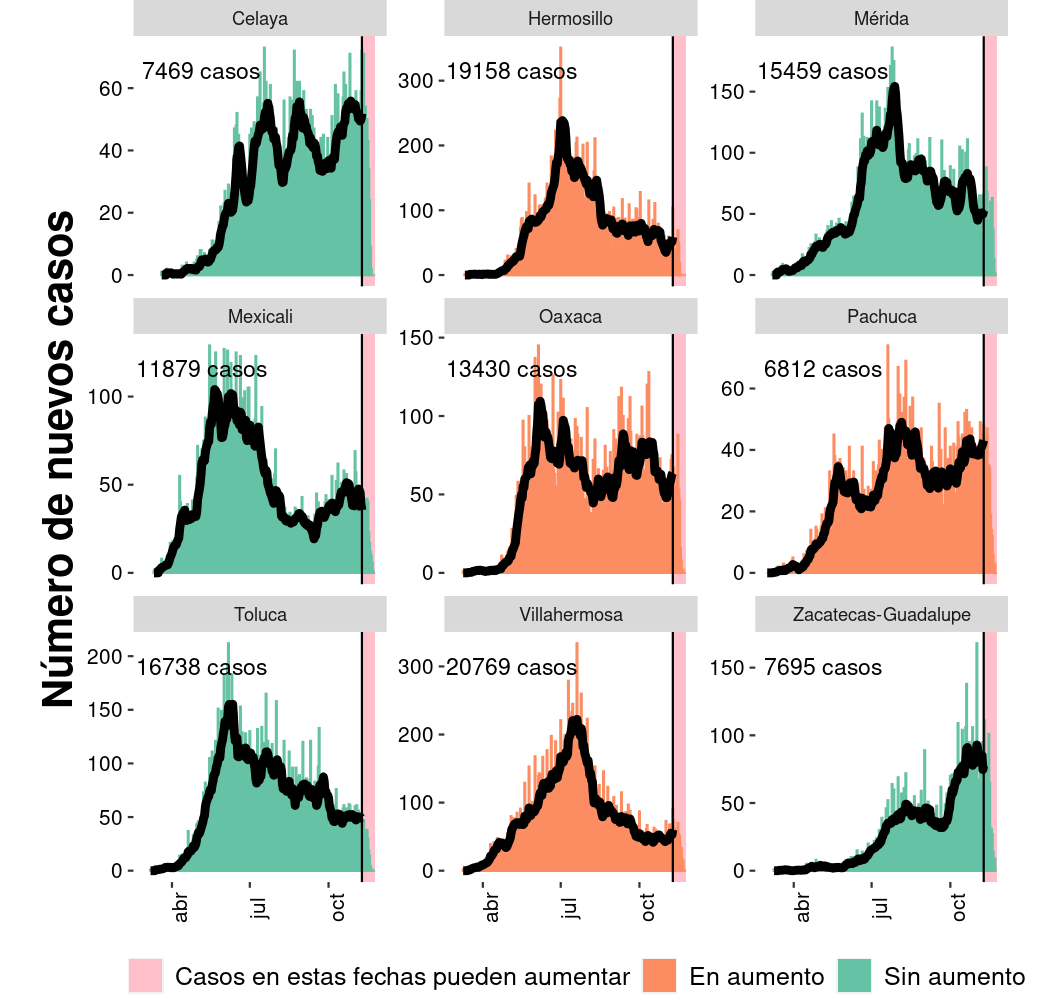 Número de nuevos casos
Celaya
Hermosillo
Mérida
7469 casos
19158 casos
15459 casos
60
40
20
0
300
200
100
0
150
100
50
0
Mexicali
Oaxaca
Pachuca
11879 casos
13430 casos
6812 casos
100
50
0
150
100
50
0
60
40
20
0
Toluca
Villahermosa
Zacatecas-Guadalupe
16738 casos
20769 casos
7695 casos
200
150
100
50
0
300
200
100
0
150
100
50
0
abr
jul
oct
abr
jul
oct
abr
jul
oct
Casos en estas fechas pueden aumentar
En aumento
Sin aumento